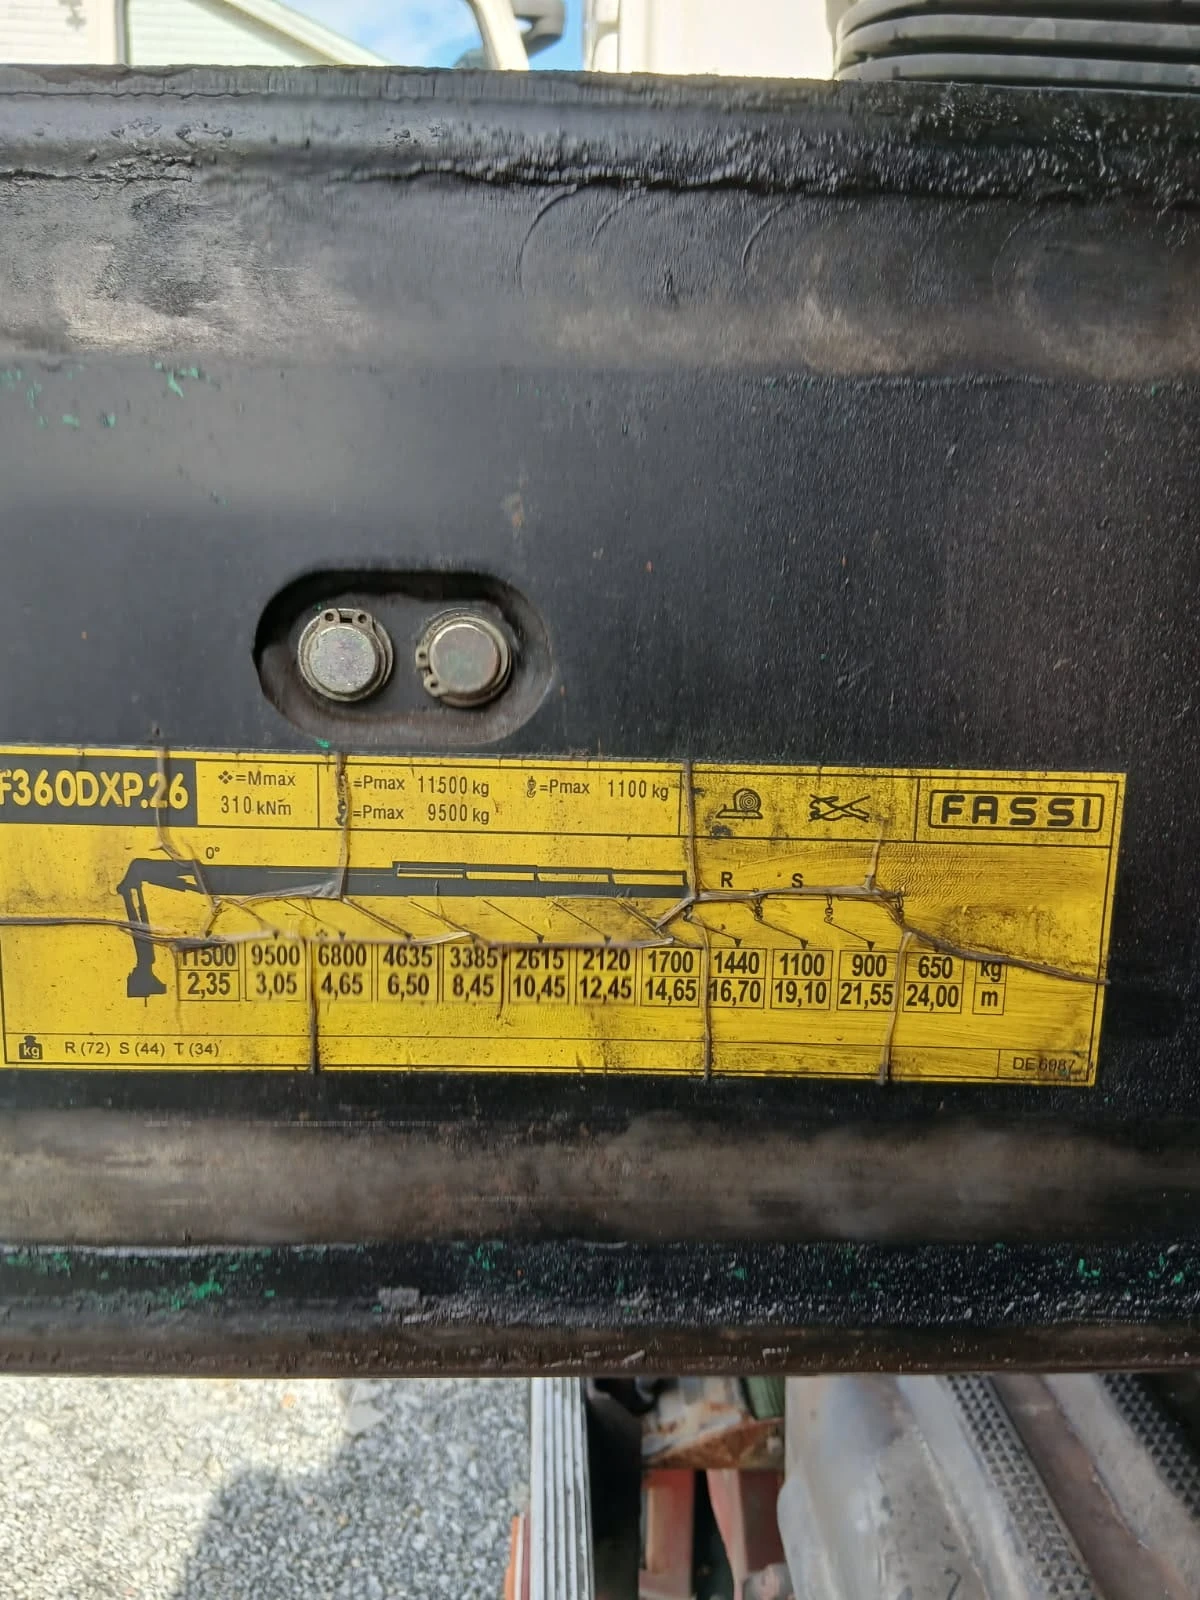 F360DXP.26
=Mmax
310 kNm
=Pmax 11500 kg
=Pmax 9500 kg
=Pmax 1100 kg
FASSI
0°
R S
11500 9500 6800 4635 3385 2615 2120 1700 1440 1100 900 650 kg
2,35 3,05 4,65 6,50 8,45 10,45 12,45 14,65 16,70 19,10 21,55 24,00 m
kg R (72) S (44) T (34)
DE6987